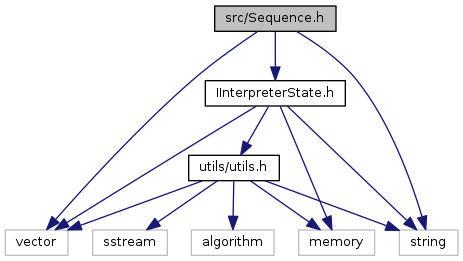 src/Sequence.h
IInterpreterState.h
utils/utils.h
vector
sstream
algorithm
memory
string